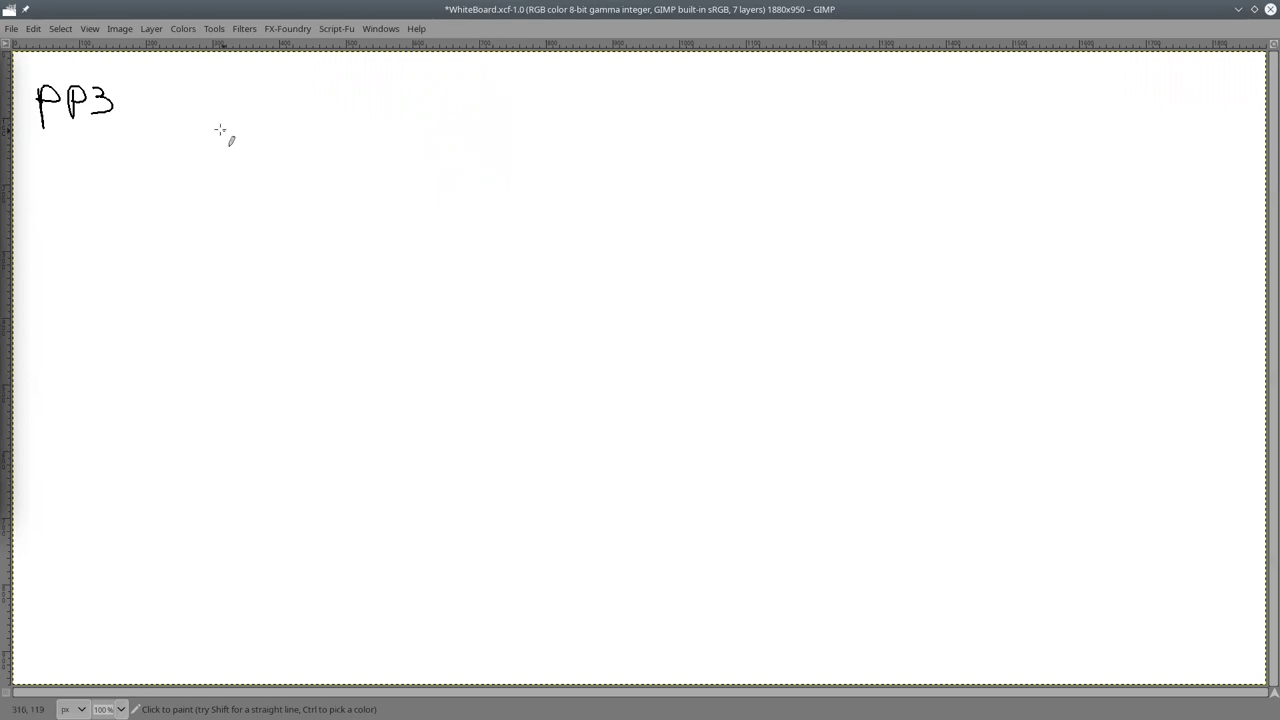 *WhiteBoard.xcf-1.0 (RGB color 8-bit gamma integer, GIMP built-in sRGB, 7 layers) 1880x950 – GIMP
File Edit Select View Image Layer Colors Tools Filters FX-Foundry Script-Fu Windows Help
PP3
316, 119 px 100% Click to paint (try Shift for a straight line, Ctrl to pick a color)